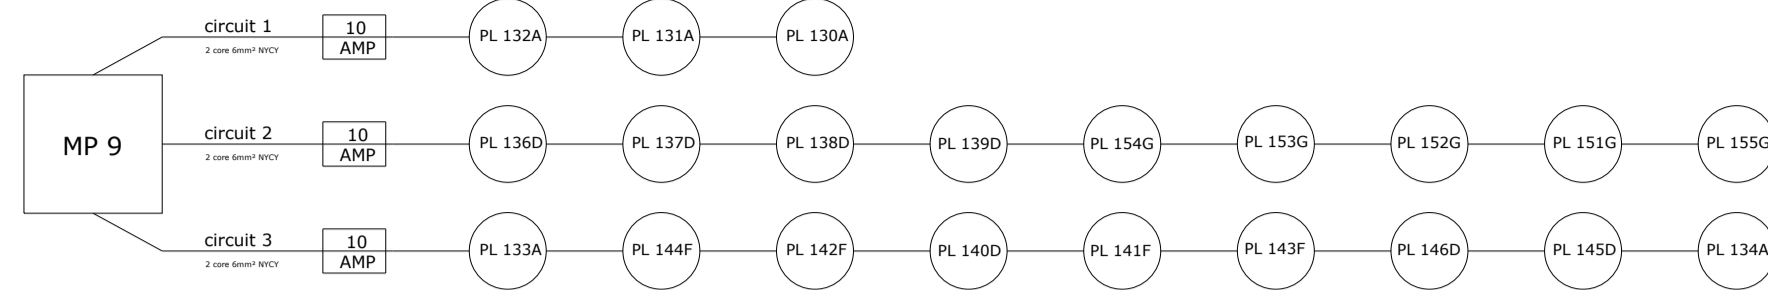 circuit 1
2 core 6mm² NYCY
10
AMP
PL 132A
PL 131A
PL 130A
MP 9
circuit 2
2 core 6mm² NYCY
10
AMP
PL 136D
PL 137D
PL 138D
PL 139D
PL 154G
PL 153G
PL 152G
PL 151G
PL 155G
circuit 3
2 core 6mm² NYCY
10
AMP
PL 133A
PL 144F
PL 142F
PL 140D
PL 141F
PL 143F
PL 146D
PL 145D
PL 134A